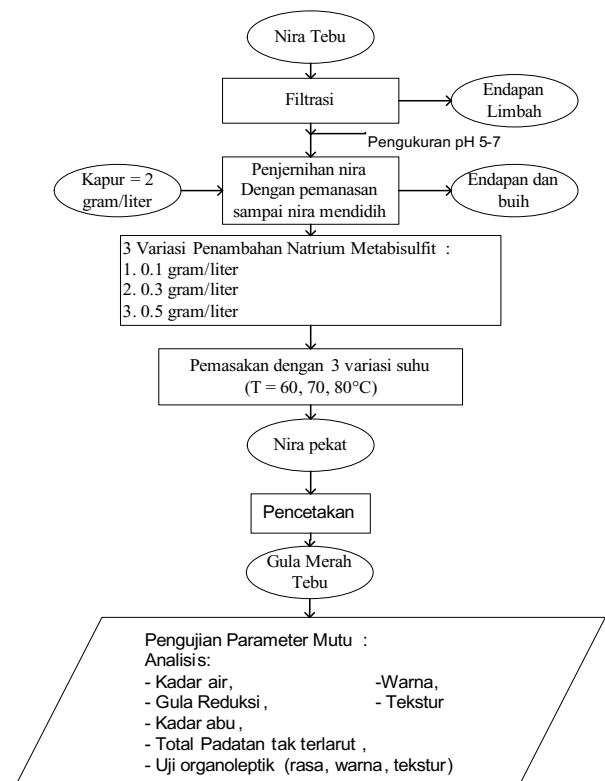 Nira Tebu
Filtrasi
Endapan
Limbah
Pengukuran pH 5-7
Kapur = 2
gram/liter
Penjernihan nira
Dengan pemanasan
sampai nira mendidih
Endapan dan
buih
3 Variasi Penambahan Natrium Metabisulfit :
1. 0.1 gram/liter
2. 0.3 gram/liter
3. 0.5 gram/liter
Pemasakan dengan 3 variasi suhu
(T = 60, 70, 80°C)
Nira pekat
Pencetakan
Gula Merah
Tebu
Pengujian Parameter Mutu :
Analisis:
- Kadar air, -Warna,
- Gula Reduksi, - Tekstur
- Kadar abu,
- Total Padatan tak terlarut,
- Uji organoleptik (rasa, warna, tekstur)